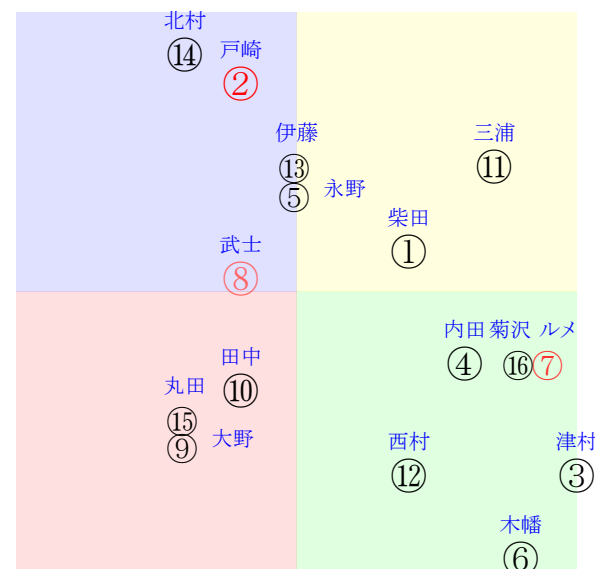 北村
⑭
戸崎
②
伊藤
⑬
⑤
永野
三浦
⑪
柴田
①
武士
⑧
内田
④
菊沢
⑯
ルメ
⑦
田中
⑩
丸田
⑮
⑨
大野
西村
⑫
津村
③
木幡
⑥